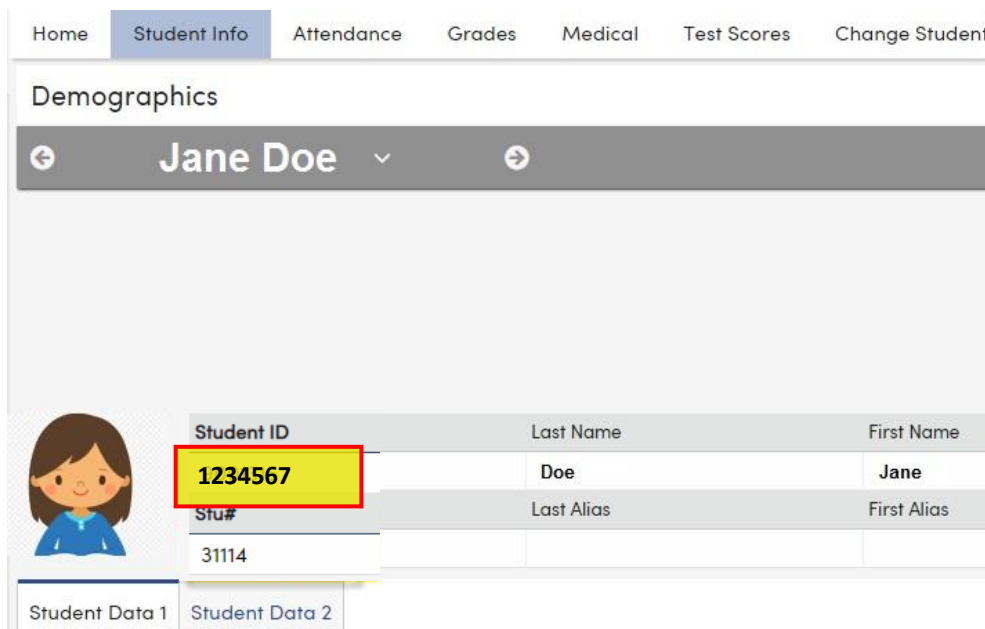 Home Student Info Attendance Grades Medical Test Scores Change Student
Demographics
Jane Doe
Student ID Last Name First Name
1234567 Doe Jane
Stu# Last Alias First Alias
31114
Student Data 1 Student Data 2